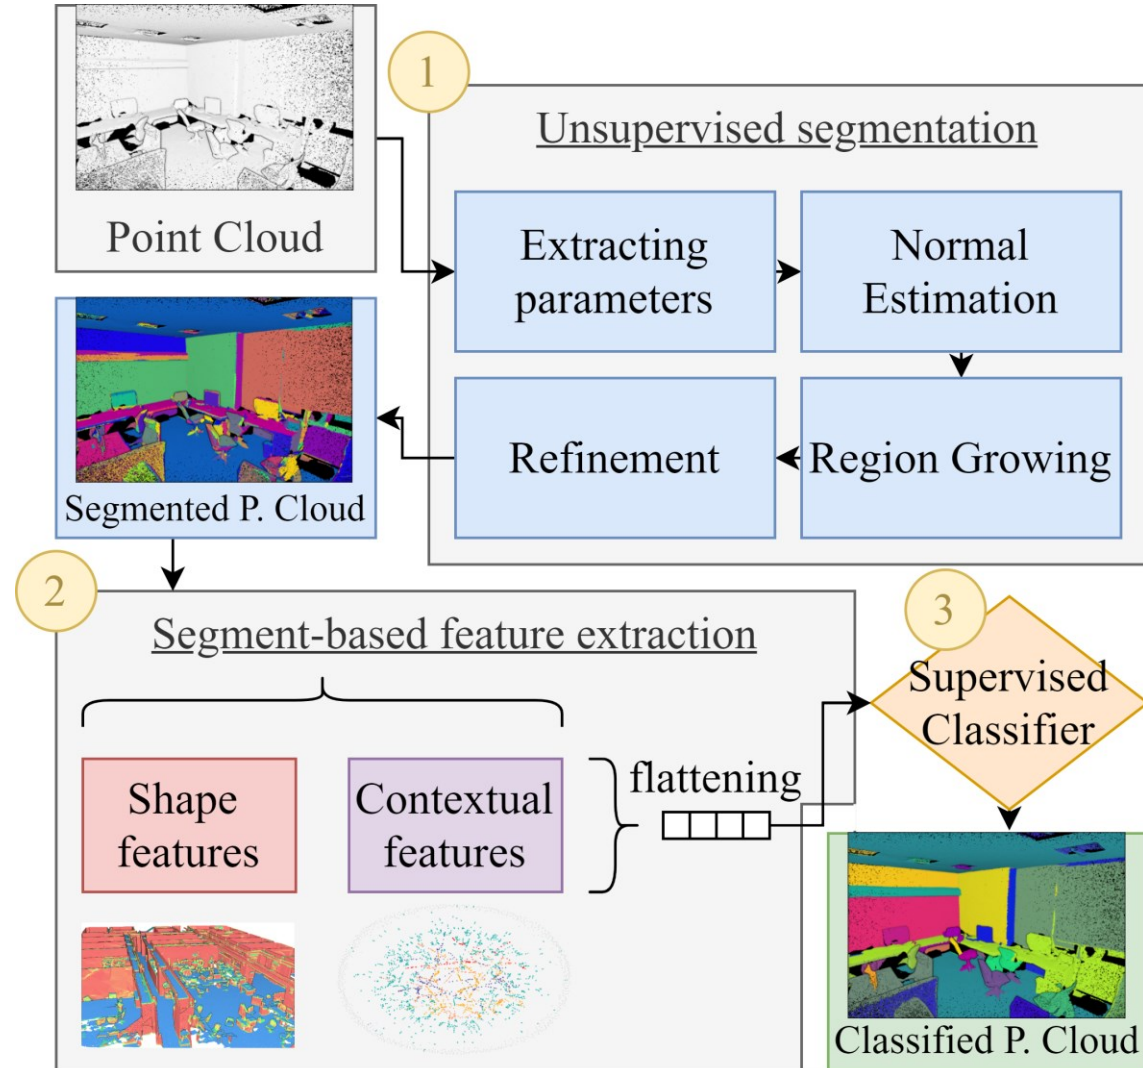 Point Cloud
1
Unsupervised segmentation
Extracting
parameters
Normal
Estimation
Region Growing
Refinement
Segmented P. Cloud
2
Segment-based feature extraction
Shape
features
Contextual
features
flattening
3
Supervised
Classifier
Classified P. Cloud